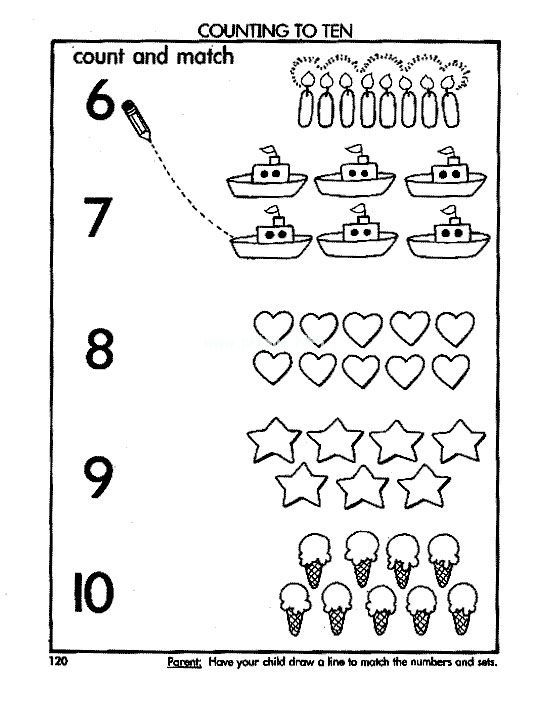 COUNTING TO TEN
count and match
6
7
8
9
10
120
Parent: Have your child draw a line to match the numbers and sets.